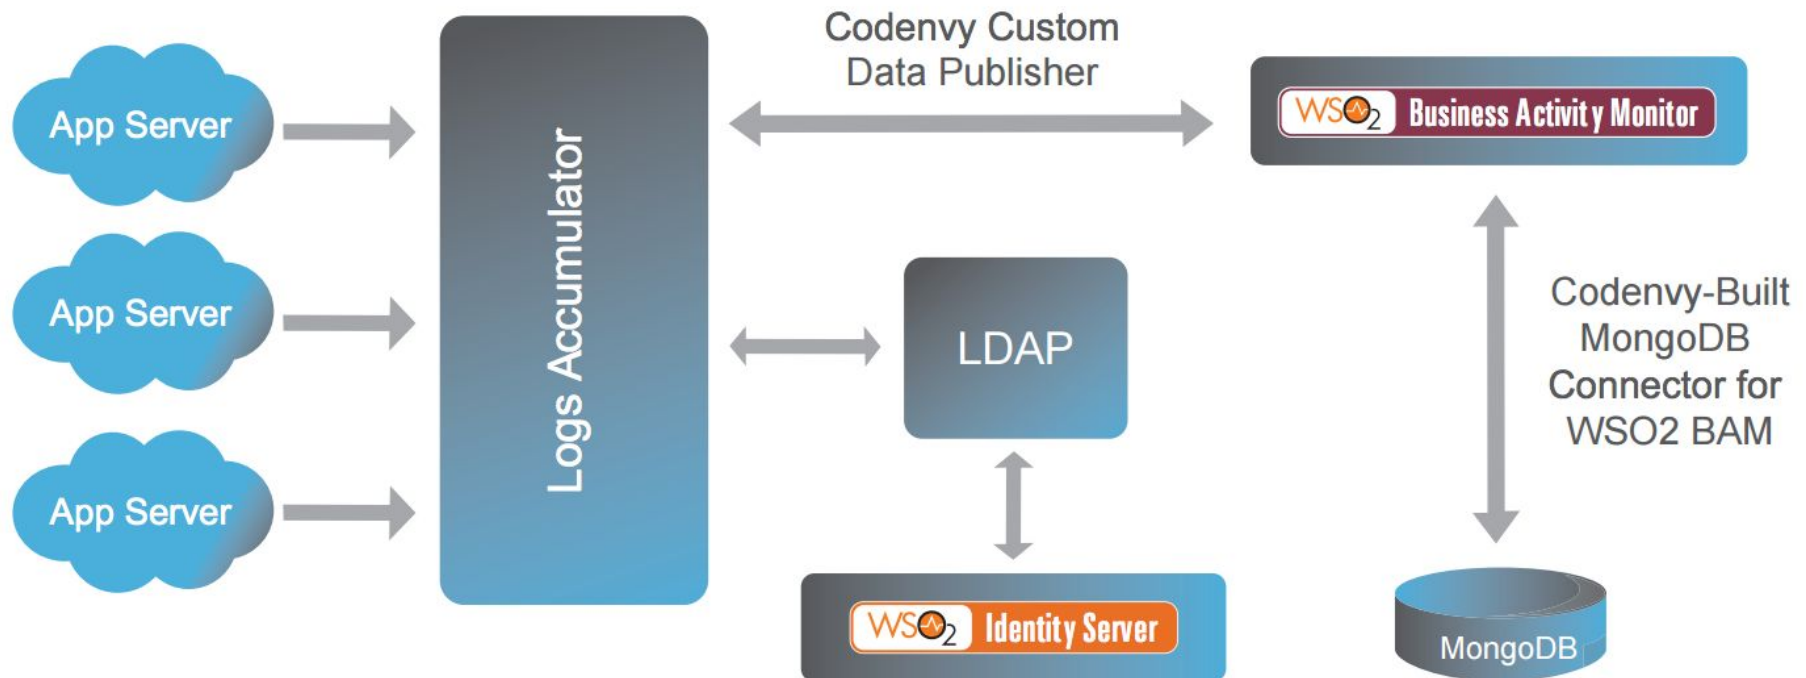 App Server
App Server
App Server
Logs Accumulator
Codenvy Custom
Data Publisher
WSO2 Business Activity Monitor
LDAP
Codenvy-Built
MongoDB
Connector for
WSO2 BAM
WSO2 Identity Server
MongoDB